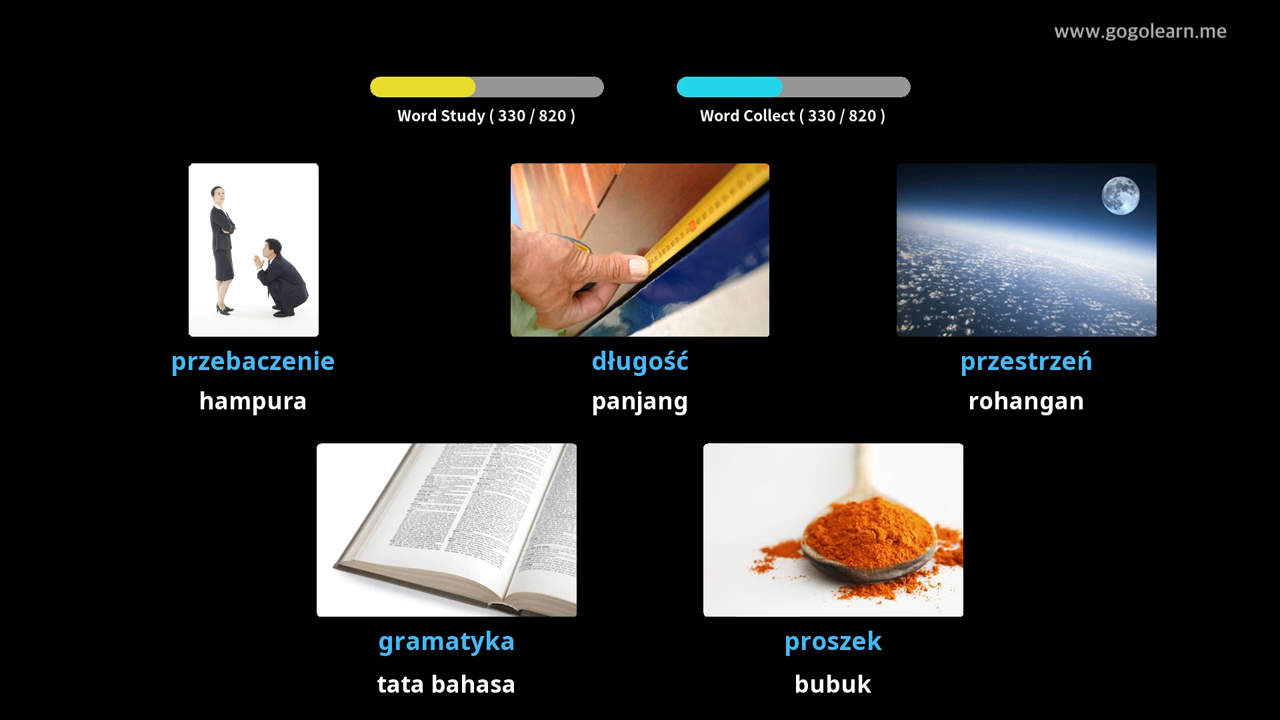 www.gogolearn.me
Word Study ( 330 / 820 )
Word Collect ( 330 / 820 )
przebaczenie
hampura
długość
panjang
przestrzeń
rohangan
gramatyka
tata bahasa
proszek
bubuk